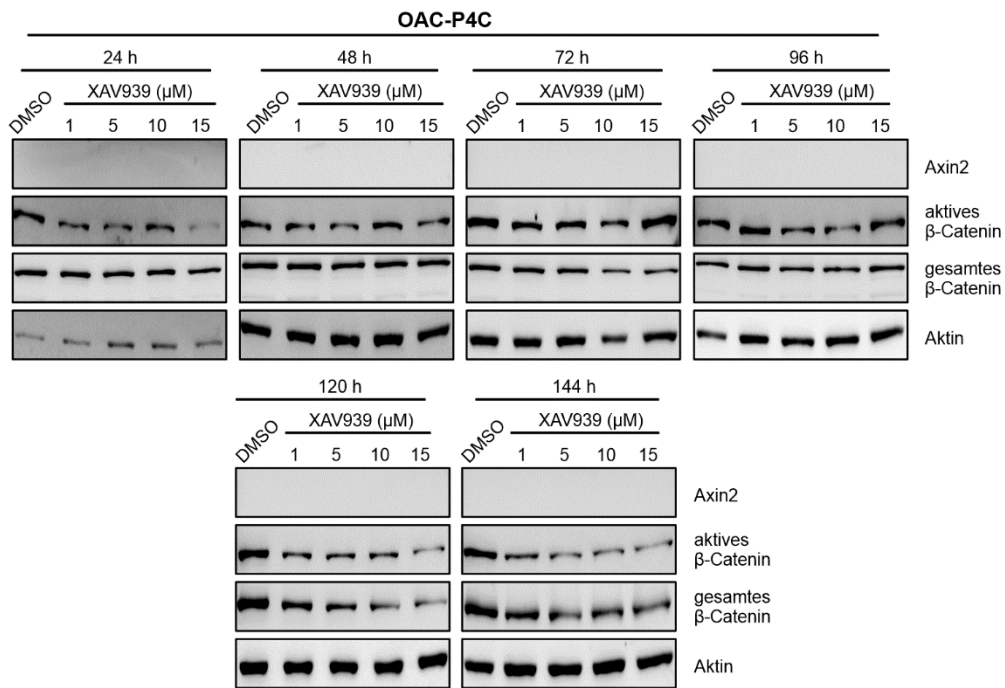 OAC-P4C
24 h 48 h 72 h 96 h
DMSO XAV939 (µM) DMSO XAV939 (µM) DMSO XAV939 (µM) DMSO XAV939 (µM)
1 5 10 15 1 5 10 15 1 5 10 15 1 5 10 15
Axin2
aktives
β-Catenin
gesamtes
β-Catenin
Aktin
120 h 144 h
DMSO XAV939 (µM) DMSO XAV939 (µM)
1 5 10 15 1 5 10 15
Axin2
aktives
β-Catenin
gesamtes
β-Catenin
Aktin